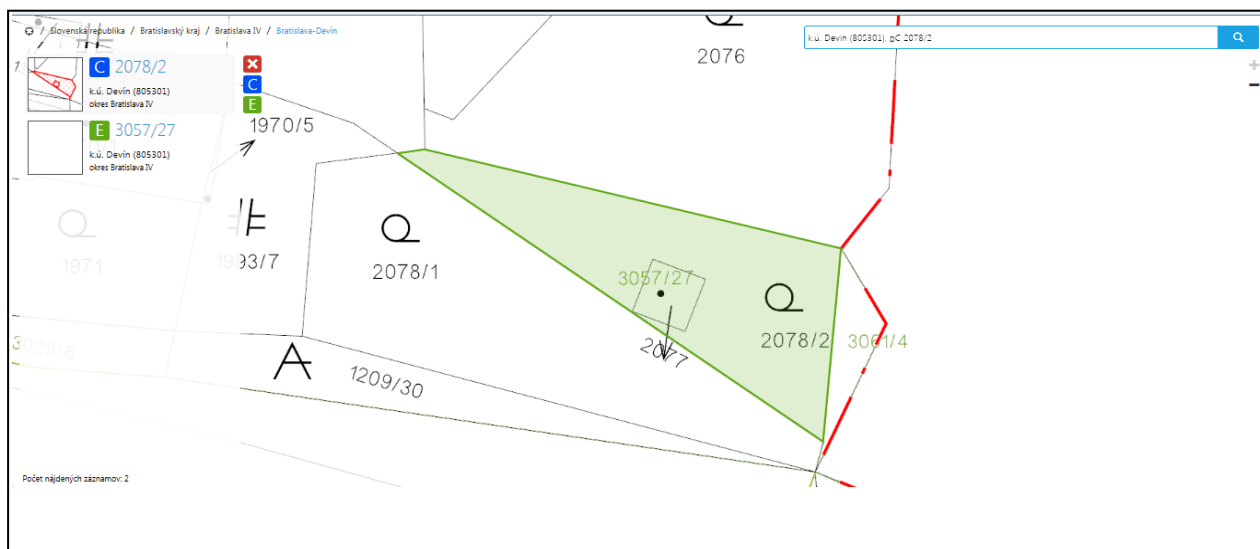 / Slovenská republika / Bratislavský kraj / Bratislava IV / Bratislava-Devín
k.ú. Devín (805301), pC 2078/2
C 2078/2
k.ú. Devín (805301)
okres Bratislava IV
C
E
E 3057/27
k.ú. Devín (805301)
okres Bratislava IV
2076
1970/5
1971
1993/7
2078/1
3057/27
2078/2
3061/4
2077
3029/6
1209/30
Počet nájdených záznamov: 2